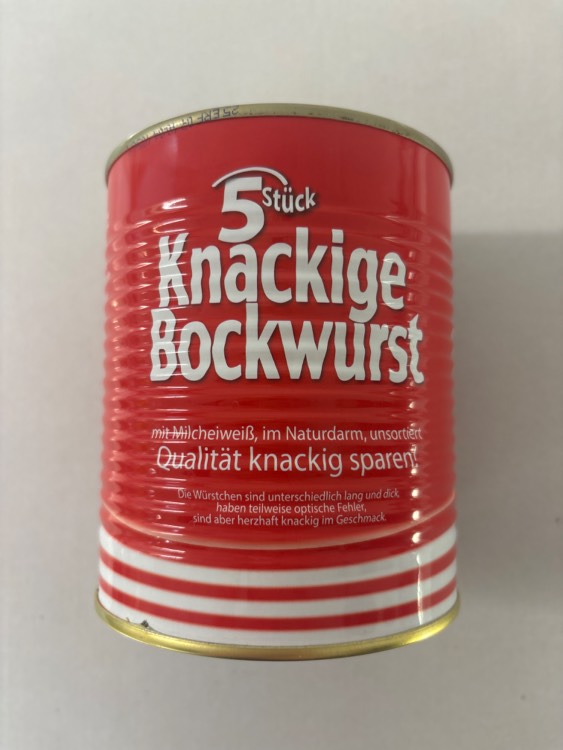 5 Stück
Knackige
Bockwurst
mit Milcheiweiß, im Naturdarm, unsortiert
Qualität knackig sparen!
Die Würstchen sind unterschiedlich lang und dick,
haben teilweise optische Fehler,
sind aber herzhaft knackig im Geschmack.